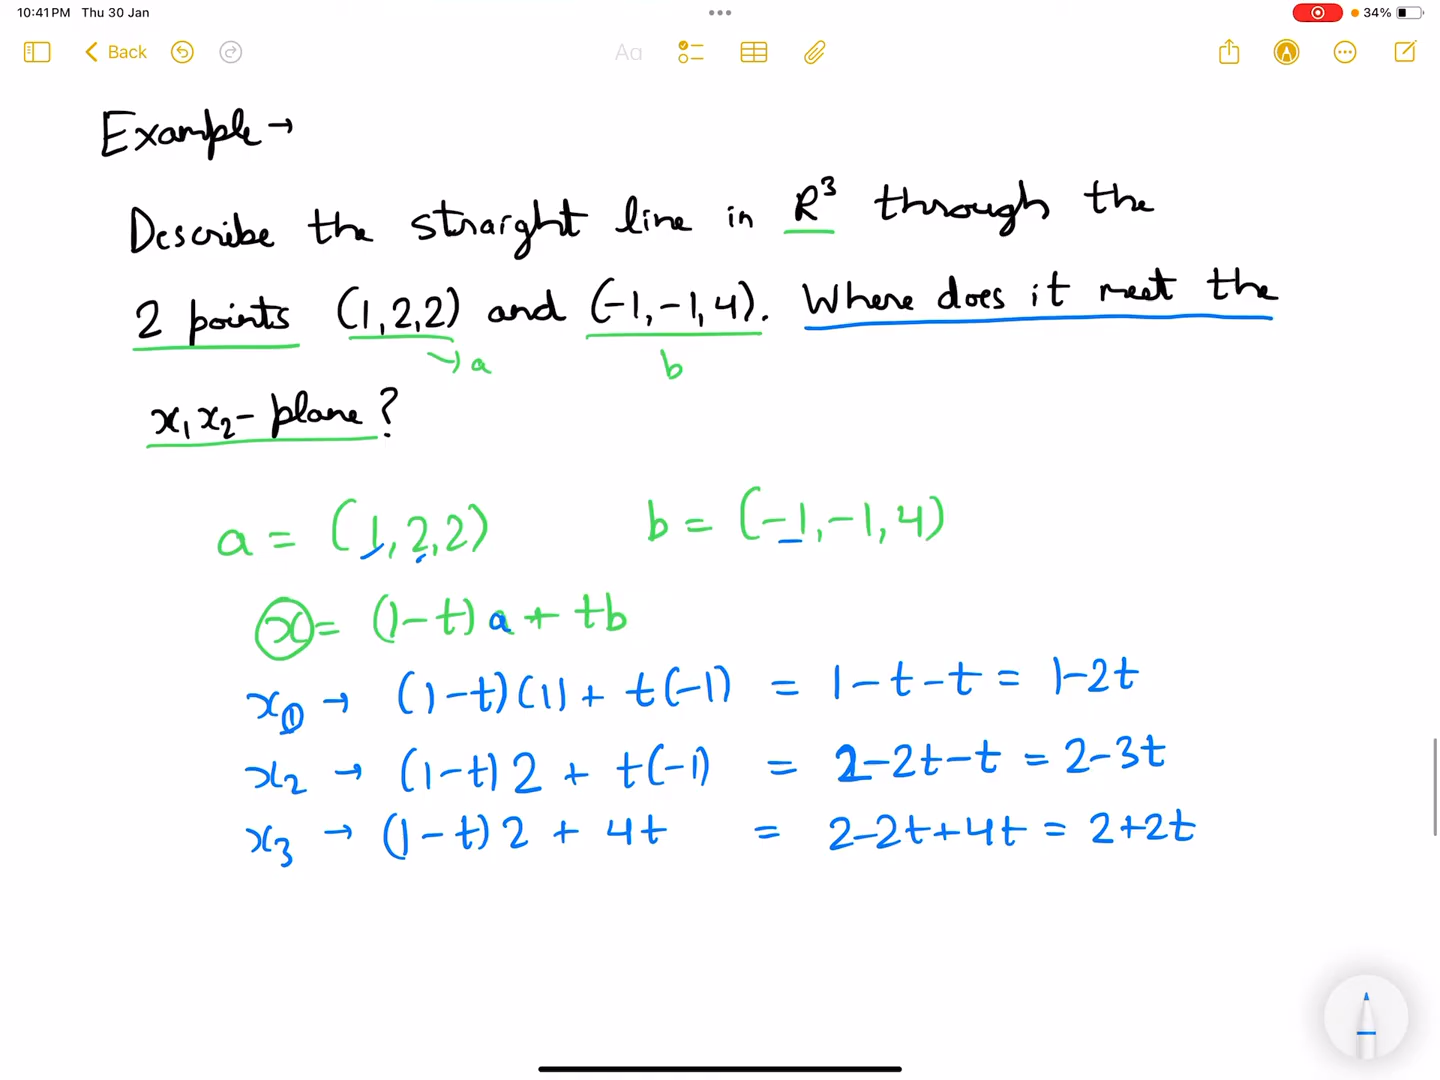 10:41 PM Thu 30 Jan
34%
Back
Aa
Example →
Describe the straight line in R³ through the
2 points (1,2,2) and (-1,-1,4). Where does it meet the
→ a b
x₁x₂- plane?
a = (1,2,2) b = (-1,-1,4)
x = (1-t)a + tb
x₁ → (1-t)(1) + t(-1) = 1-t-t = 1-2t
x₂ → (1-t)2 + t(-1) = 2-2t-t = 2-3t
x₃ → (1-t)2 + 4t = 2-2t+4t = 2+2t